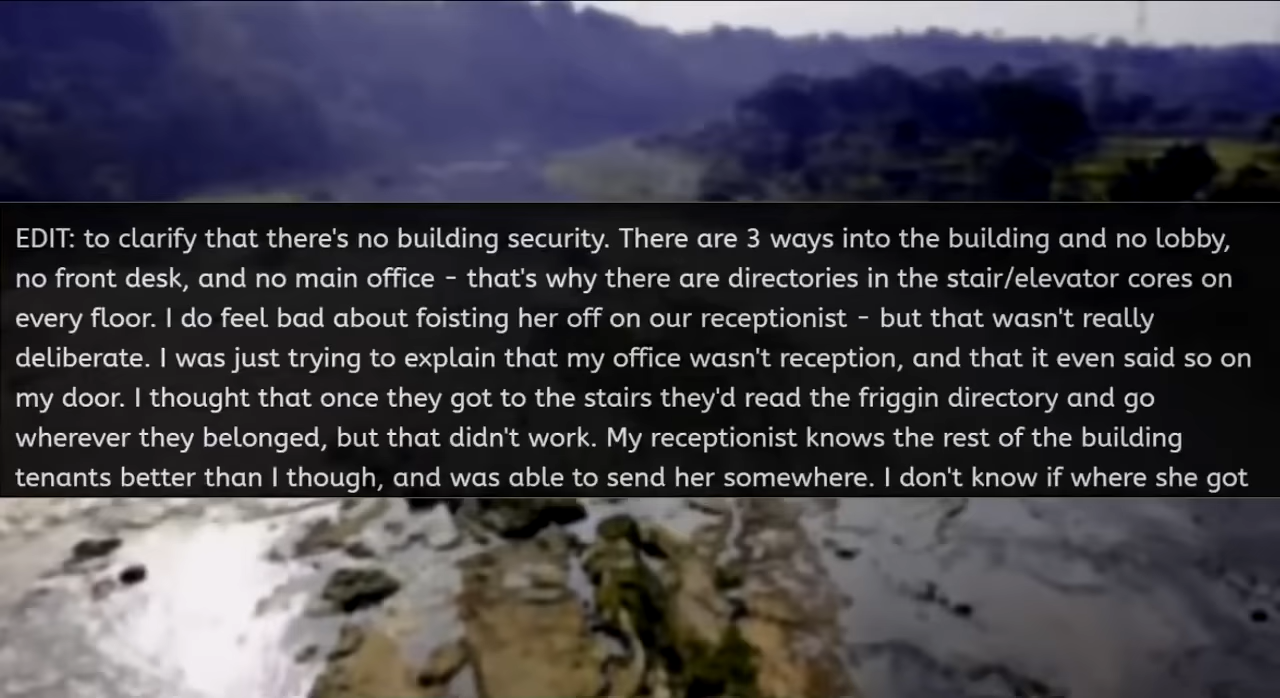 EDIT: to clarify that there's no building security. There are 3 ways into the building and no lobby,
no front desk, and no main office - that's why there are directories in the stair/elevator cores on
every floor. I do feel bad about foisting her off on our receptionist - but that wasn't really
deliberate. I was just trying to explain that my office wasn't reception, and that it even said so on
my door. I thought that once they got to the stairs they'd read the friggin directory and go
wherever they belonged, but that didn't work. My receptionist knows the rest of the building
tenants better than I though, and was able to send her somewhere. I don't know if where she got